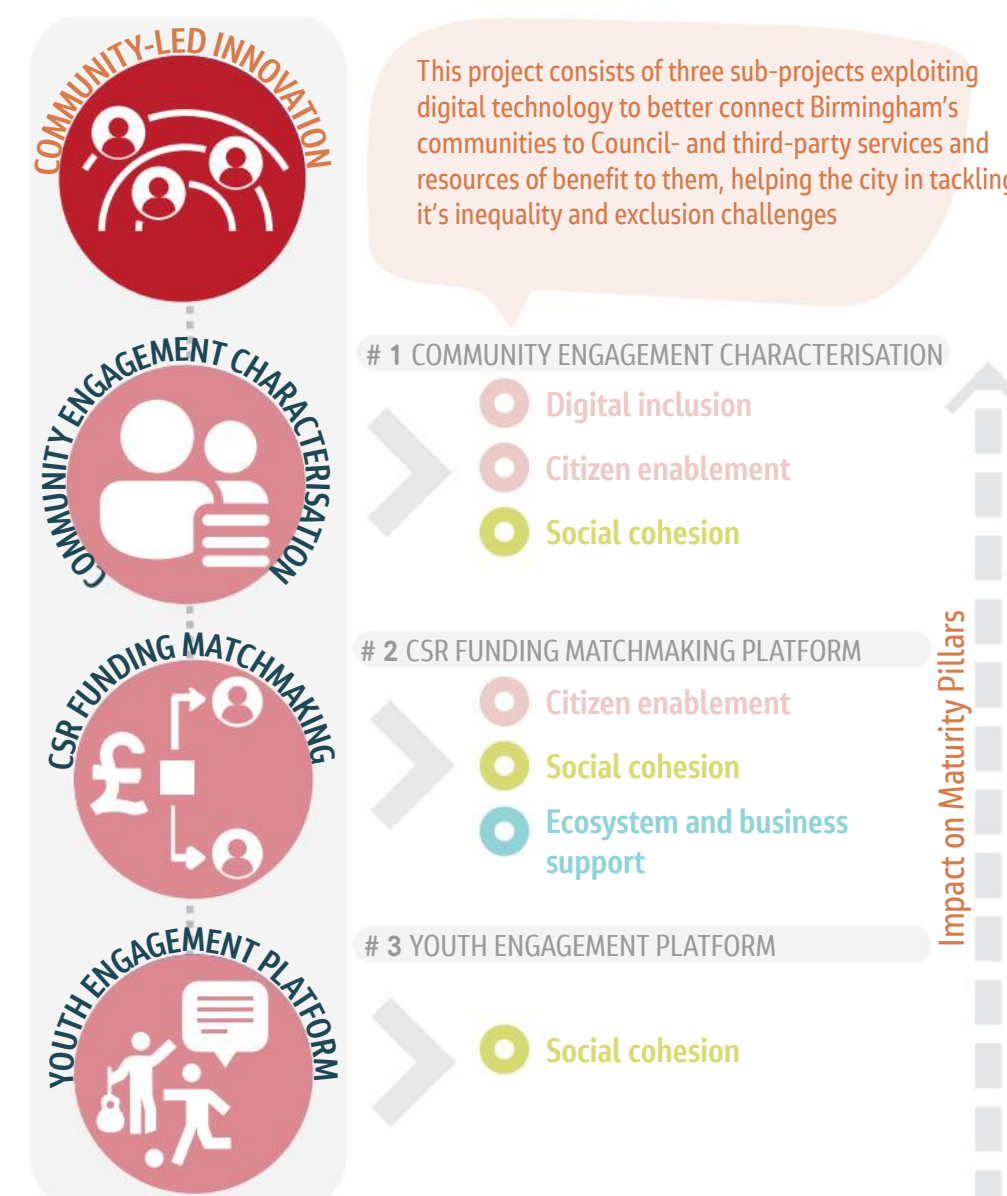 COMMUNITY-LED INNOVATION
This project consists of three sub-projects exploiting
digital technology to better connect Birmingham's
communities to Council- and third-party services and
resources of benefit to them, helping the city in tackling
it's inequality and exclusion challenges
COMMUNITY ENGAGEMENT CHARACTERISATION
# 1 COMMUNITY ENGAGEMENT CHARACTERISATION
Digital inclusion
Citizen enablement
Social cohesion
CSR FUNDING MATCHMAKING
£
# 2 CSR FUNDING MATCHMAKING PLATFORM
Citizen enablement
Social cohesion
Ecosystem and business
support
Impact on Maturity Pillars
YOUTH ENGAGEMENT PLATFORM
# 3 YOUTH ENGAGEMENT PLATFORM
Social cohesion